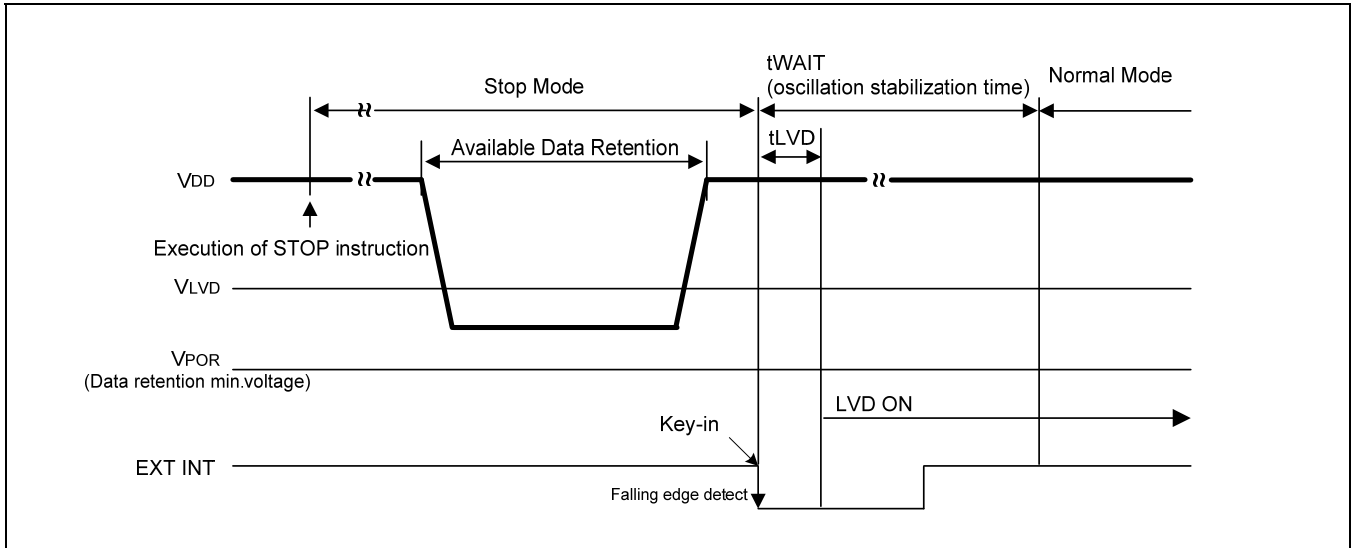 tWAIT
(oscillation stabilization time)
Normal Mode
Stop Mode
tLVD
Available Data Retention
VDD
Execution of STOP instruction
VLVD
VPOR
(Data retention min.voltage)
LVD ON
Key-in
EXT INT
Falling edge detect